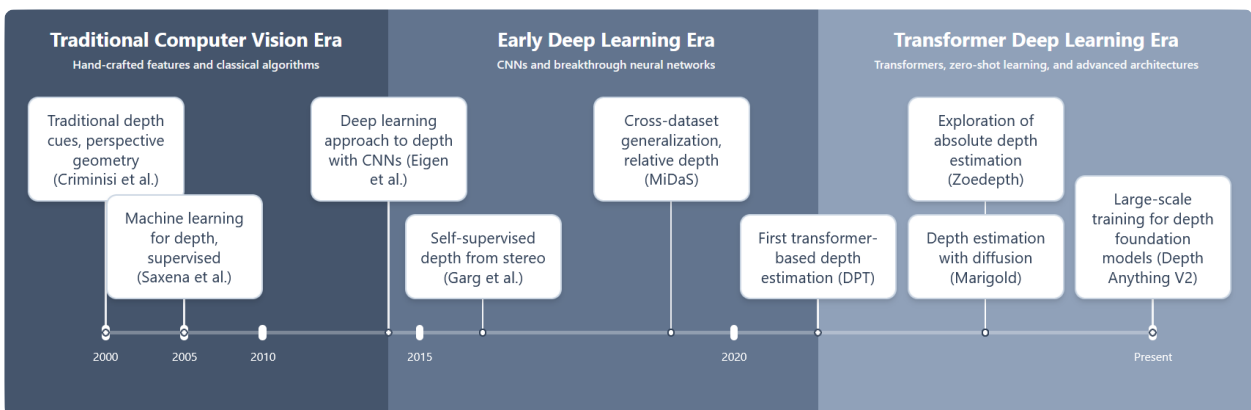 Traditional Computer Vision Era
Hand-crafted features and classical algorithms
Early Deep Learning Era
CNNs and breakthrough neural networks
Transformer Deep Learning Era
Transformers, zero-shot learning, and advanced architectures
Traditional depth
cues, perspective
geometry
(Criminisi et al.)
Machine learning
for depth,
supervised
(Saxena et al.)
Deep learning
approach to depth
with CNNs (Eigen
et al.)
Self-supervised
depth from stereo
(Garg et al.)
Cross-dataset
generalization,
relative depth
(MiDaS)
First transformer-
based depth
estimation (DPT)
Exploration of
absolute depth
estimation
(Zoedepth)
Depth estimation
with diffusion
(Marigold)
Large-scale
training for depth
foundation
models (Depth
Anything V2)
2000
2005
2010
2015
2020
Present